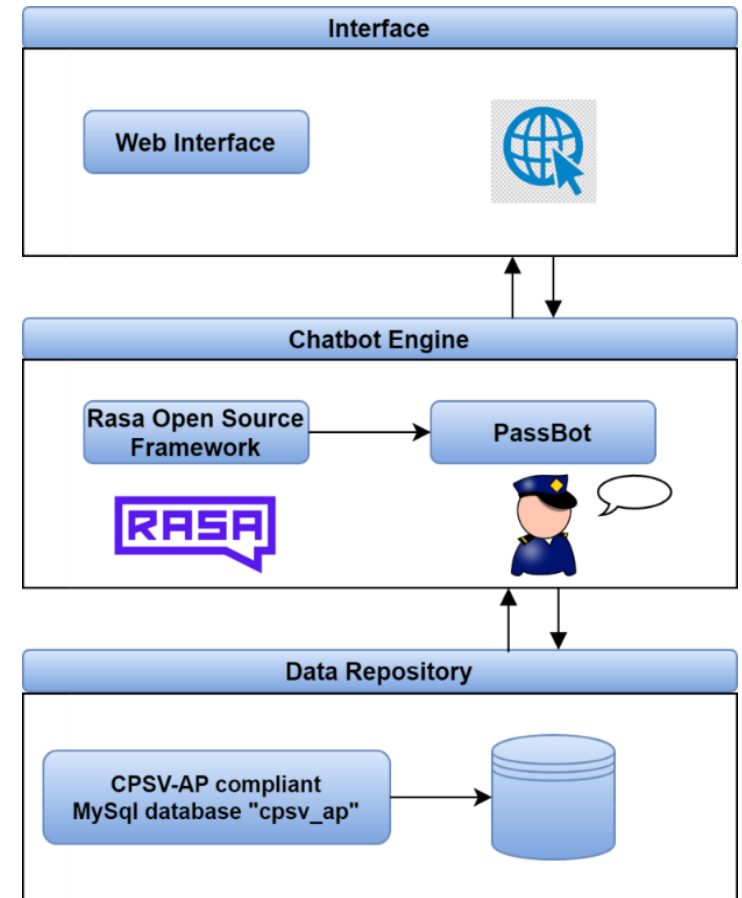 Interface
Web Interface
Chatbot Engine
Rasa Open Source
Framework
PassBot
RASA
Data Repository
CPSV-AP compliant
MySql database "cpsv_ap"